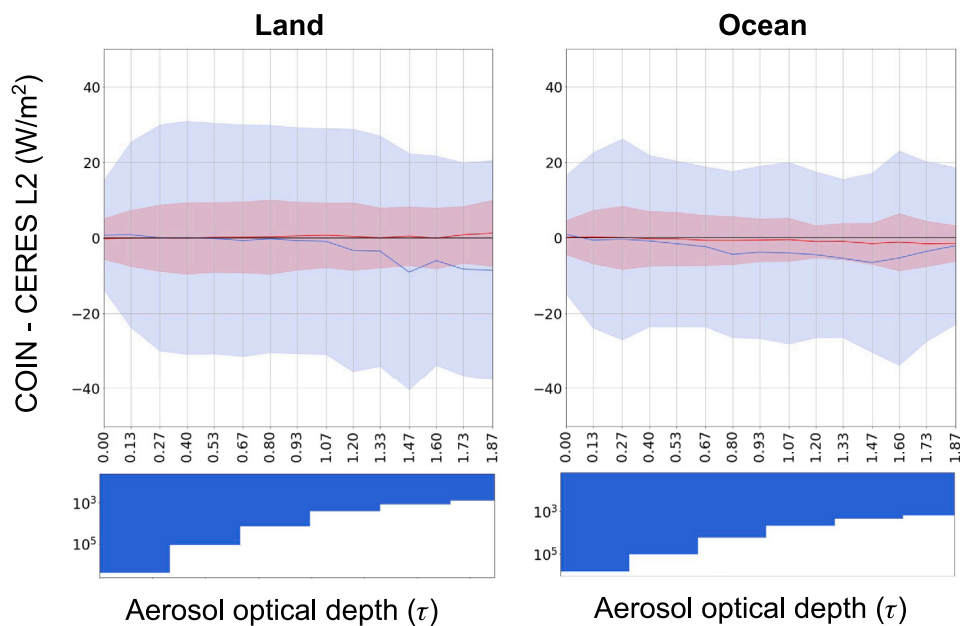 Land
Ocean
COIN - CERES L2 (W/m²)
40
20
0
−20
−40
0.00 0.13 0.27 0.40 0.53 0.67 0.80 0.93 1.07 1.20 1.33 1.47 1.60 1.73 1.87
10³
10⁵
Aerosol optical depth (τ)
40
20
0
−20
−40
0.00 0.13 0.27 0.40 0.53 0.67 0.80 0.93 1.07 1.20 1.33 1.47 1.60 1.73 1.87
10³
10⁵
Aerosol optical depth (τ)